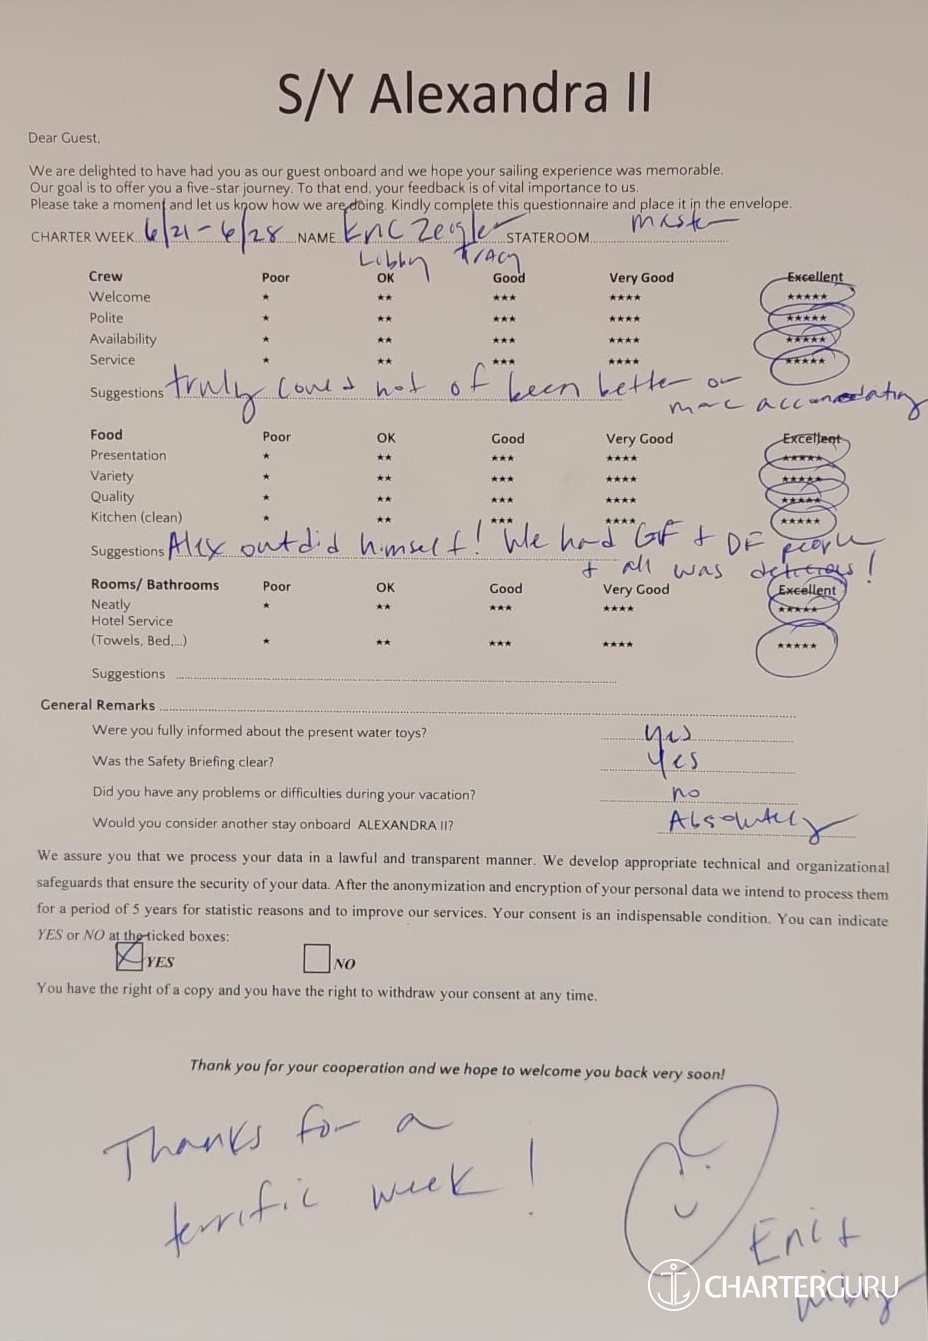 S/Y Alexandra II
Dear Guest,
We are delighted to have had you as our guest onboard and we hope your sailing experience was memorable.
Our goal is to offer you a five-star journey. To that end, your feedback is of vital importance to us.
Please take a moment and let us know how we are doing. Kindly complete this questionnaire and place it in the envelope.
CHARTER WEEK 6/21 - 6/28 NAME Eric Zeigler STATEROOM master
Libby Tracy
Crew Poor OK Good Very Good Excellent
Welcome ★ ★★ ★★★ ★★★★ ★★★★★
Polite ★ ★★ ★★★ ★★★★ ★★★★★
Availability ★ ★★ ★★★ ★★★★ ★★★★★
Service ★ ★★ ★★★ ★★★★ ★★★★★
Suggestions truly could not of been better or
more accomodating
Food Poor OK Good Very Good Excellent
Presentation ★ ★★ ★★★ ★★★★ ★★★★★
Variety ★ ★★ ★★★ ★★★★ ★★★★★
Quality ★ ★★ ★★★ ★★★★ ★★★★★
Kitchen (clean) ★ ★★ ★★★ ★★★★ ★★★★★
Suggestions Alex outdid himself! We had GF + DF people
+ all was delicious!
Rooms/ Bathrooms Poor OK Good Very Good Excellent
Neatly ★ ★★ ★★★ ★★★★ ★★★★★
Hotel Service
(Towels, Bed,...) ★ ★★ ★★★ ★★★★ ★★★★★
Suggestions
General Remarks
Were you fully informed about the present water toys? yes
Was the Safety Briefing clear? Yes
Did you have any problems or difficulties during your vacation? no
Would you consider another stay onboard ALEXANDRA II? Absolutely
We assure you that we process your data in a lawful and transparent manner. We develop appropriate technical and organizational
safeguards that ensure the security of your data. After the anonymization and encryption of your personal data we intend to process them
for a period of 5 years for statistic reasons and to improve our services. Your consent is an indispensable condition. You can indicate
YES or NO at the ticked boxes:
YES NO
You have the right of a copy and you have the right to withdraw your consent at any time.
Thank you for your cooperation and we hope to welcome you back very soon!
Thanks for a
terrific week!
Eric +
Libby
CHARTERGURU